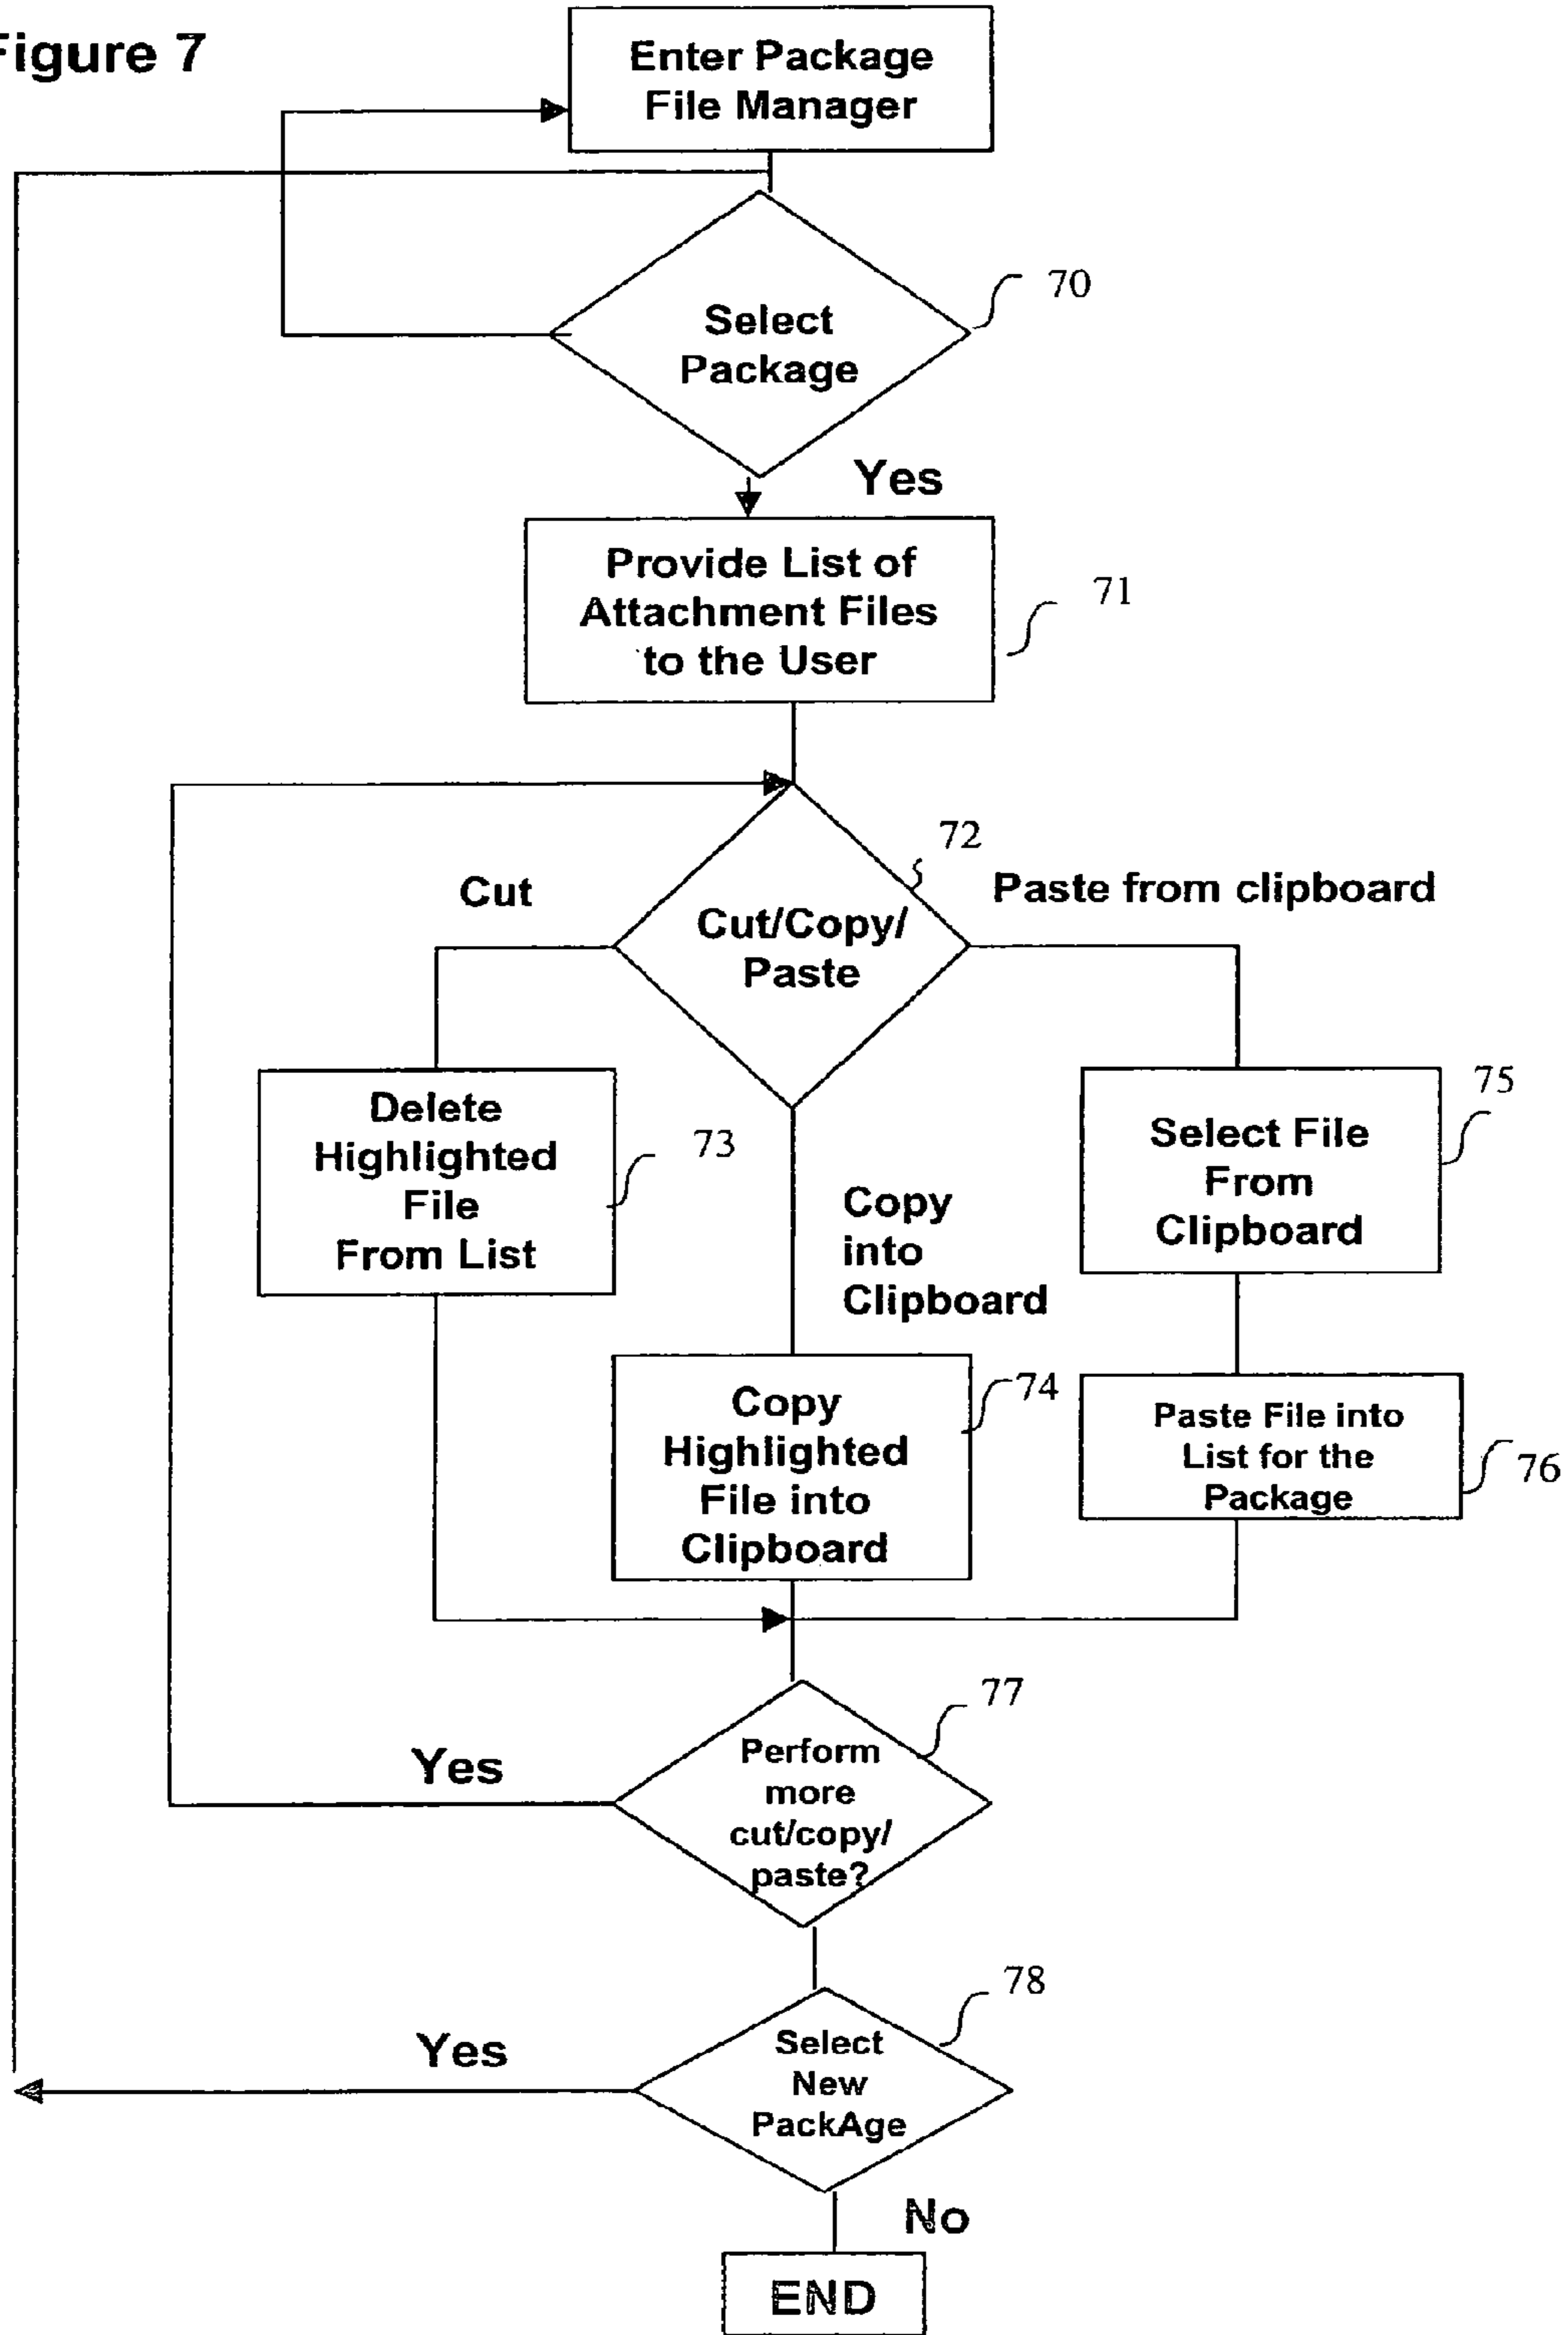 Figure 7
Enter Package
File Manager
70
Select
Package
Yes
Provide List of
Attachment Files
to the User
71
72
Cut
Paste from clipboard
Cut/Copy/
Paste
Delete
Highlighted
File
From List
73
Copy
into
Clipboard
75
Select File
From
Clipboard
Copy
Highlighted
File into
Clipboard
74
Paste File into
List for the
Package
76
77
Yes
Perform
more
cut/copy/
paste?
78
Yes
Select
New
PackAge
No
END